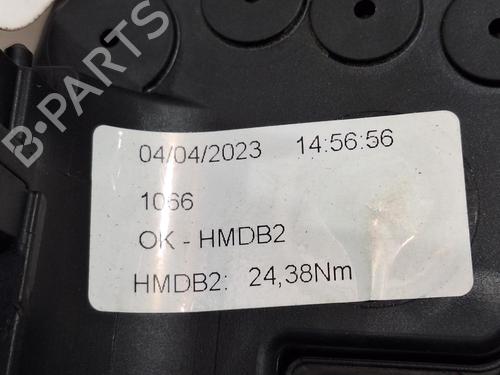 B-PARTS
04/04/2023 14:56:56
1066
OK - HMDB2
HMDB2: 24,38Nm